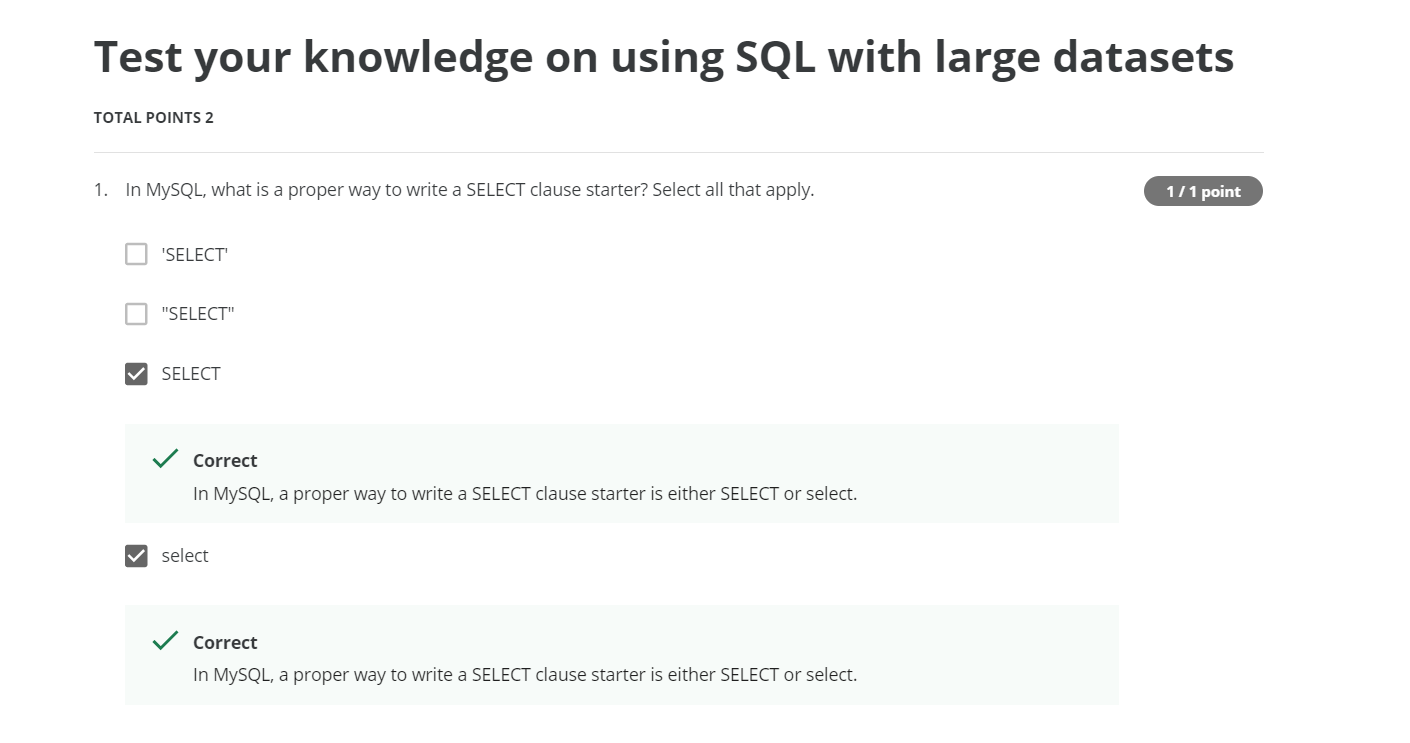 Test your knowledge on using SQL with large datasets
TOTAL POINTS 2
1. In MySQL, what is a proper way to write a SELECT clause starter? Select all that apply.
1 / 1 point
'SELECT'
"SELECT"
SELECT
Correct
In MySQL, a proper way to write a SELECT clause starter is either SELECT or select.
select
Correct
In MySQL, a proper way to write a SELECT clause starter is either SELECT or select.